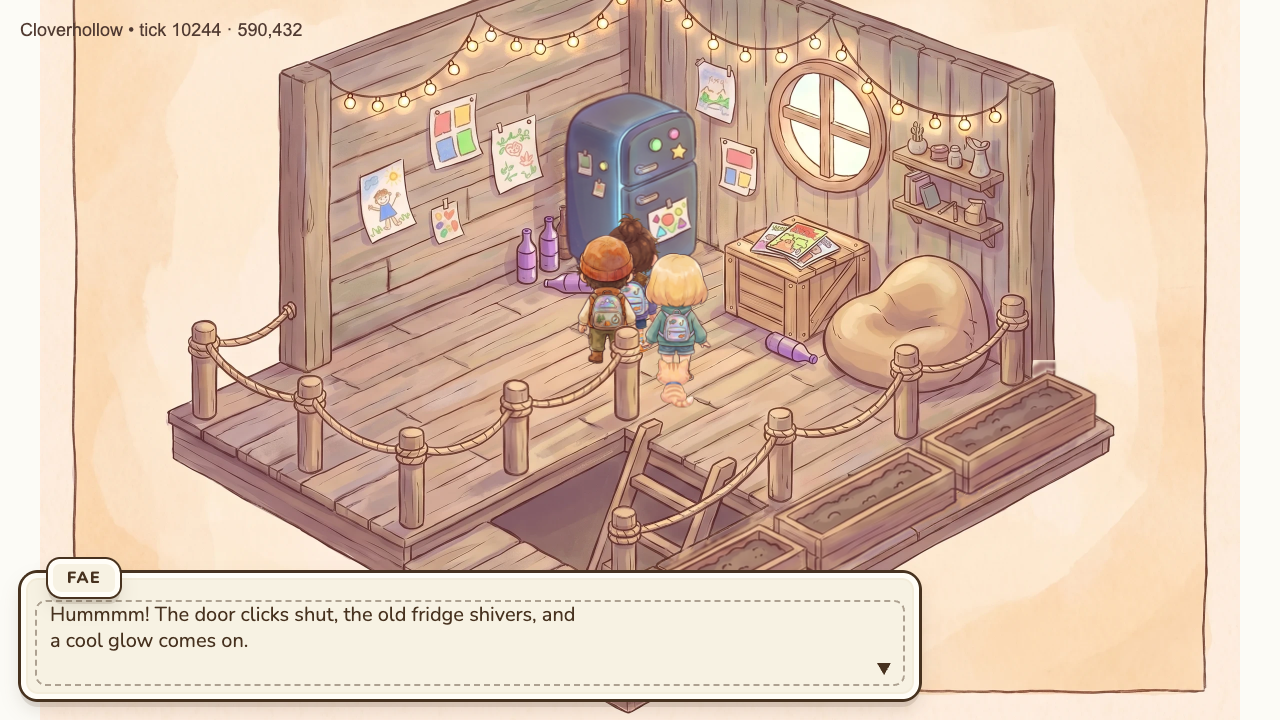 Cloverhollow • tick 10244 · 590,432
FAE
Hummmm! The door clicks shut, the old fridge shivers, and
a cool glow comes on.